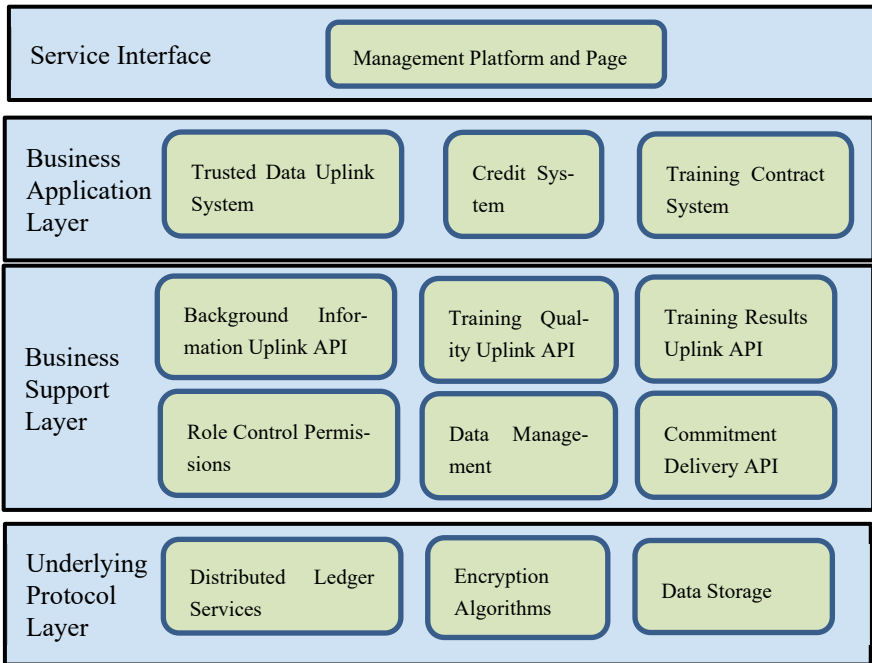 Service Interface
Management Platform and Page
Business
Application
Layer
Trusted Data Uplink
System
Credit Sys-
tem
Training Contract
System
Business
Support
Layer
Background Infor-
mation Uplink API
Training Qual-
ity Uplink API
Training Results
Uplink API
Role Control Permis-
sions
Data Manage-
ment
Commitment
Delivery API
Underlying
Protocol
Layer
Distributed Ledger
Services
Encryption
Algorithms
Data Storage